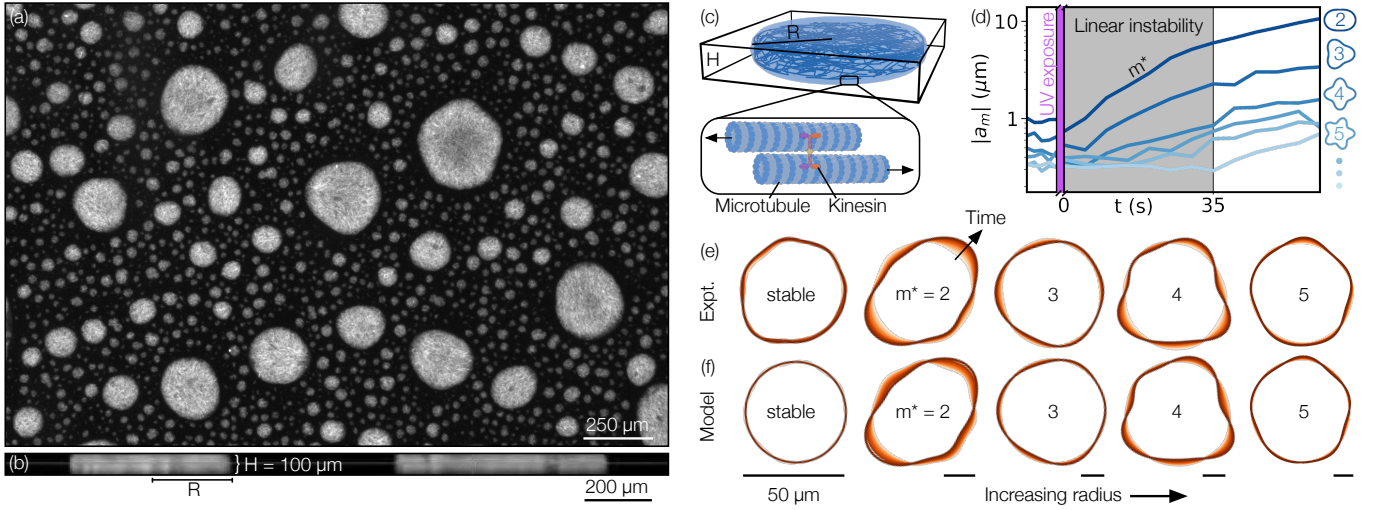 (a)
250 µm
(b)
} H = 100 µm
R
200 µm
(c)
R
H
Microtubule
Kinesin
(d)
10
1
|aₘ| (µm)
UV exposure
Linear instability
m*
0
t (s)
35
2
3
4
5
Time
(e)
Expt.
stable
m* = 2
3
4
5
(f)
Model
stable
m* = 2
3
4
5
50 µm
Increasing radius